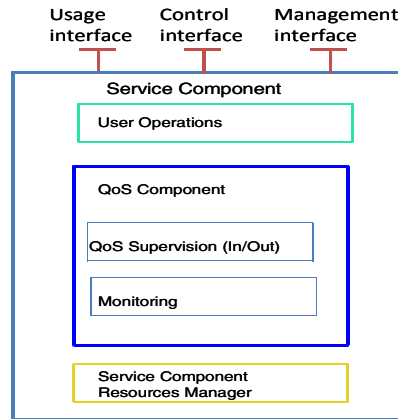 Usage interface
Control interface
Management interface
Service Component
User Operations
QoS Component
QoS Supervision (In/Out)
Monitoring
Service Component
Resources Manager